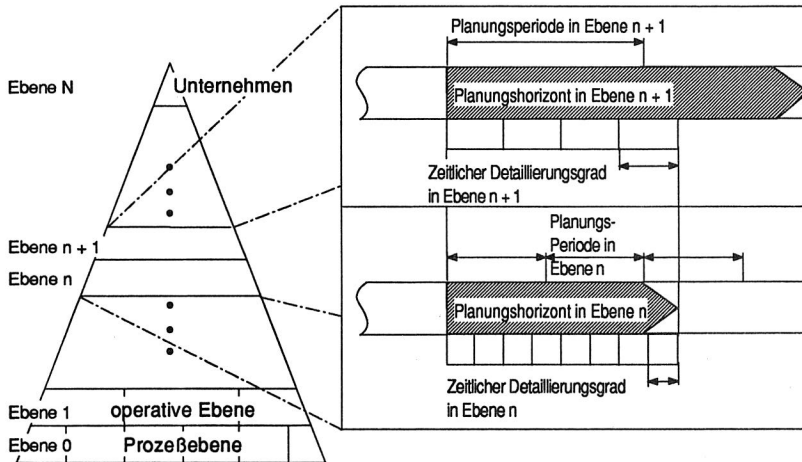 Ebene N
Unternehmen
Ebene n + 1
Ebene n
Ebene 1
operative Ebene
Ebene 0
Prozeßebene
Planungsperiode in Ebene n + 1
Planungshorizont in Ebene n + 1
Zeitlicher Detaillierungsgrad
in Ebene n + 1
Planungs-
Periode in
Ebene n
Planungshorizont in Ebene n
Zeitlicher Detaillierungsgrad
in Ebene n